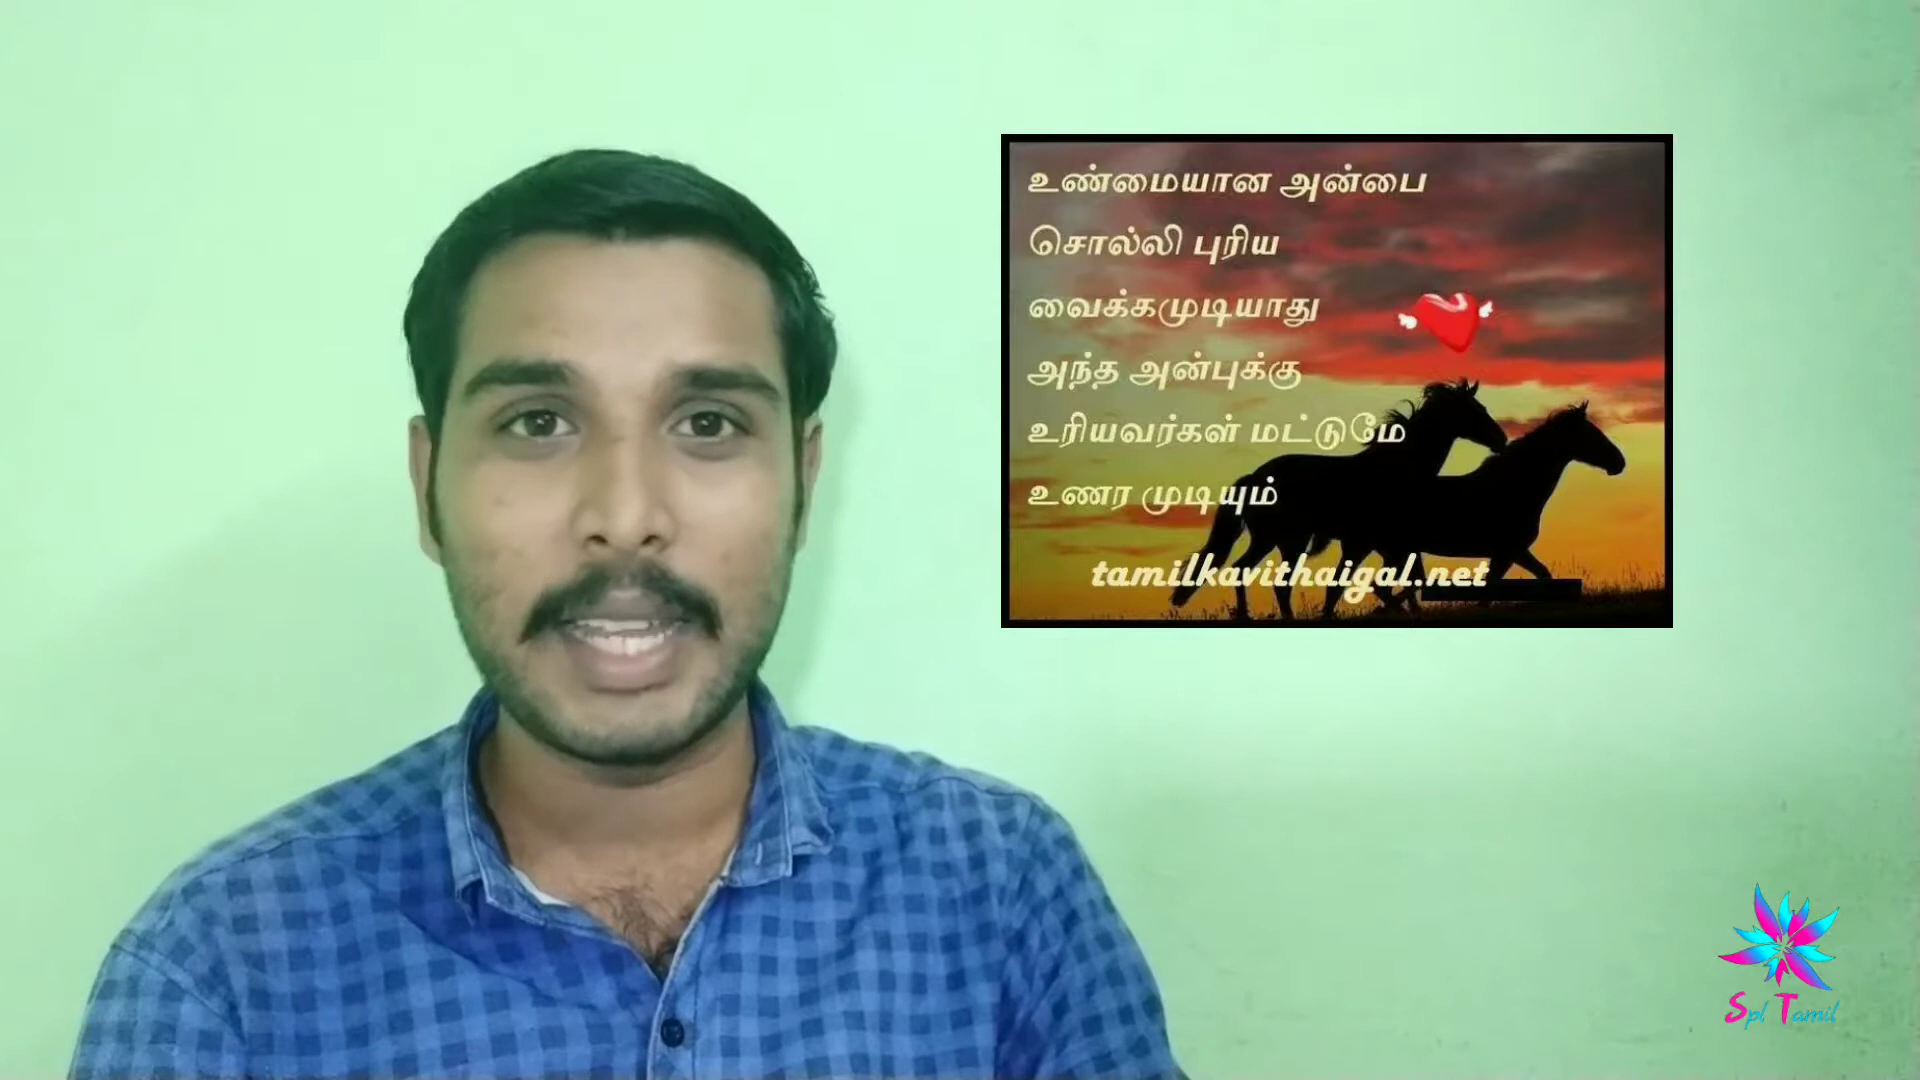 உண்மையான அன்பை
சொல்லி புரிய
வைக்கமுடியாது
அந்த அன்புக்கு
உரியவர்கள் மட்டுமே
உணர முடியும்
tamilkavithaigal.net
Spl Tamil